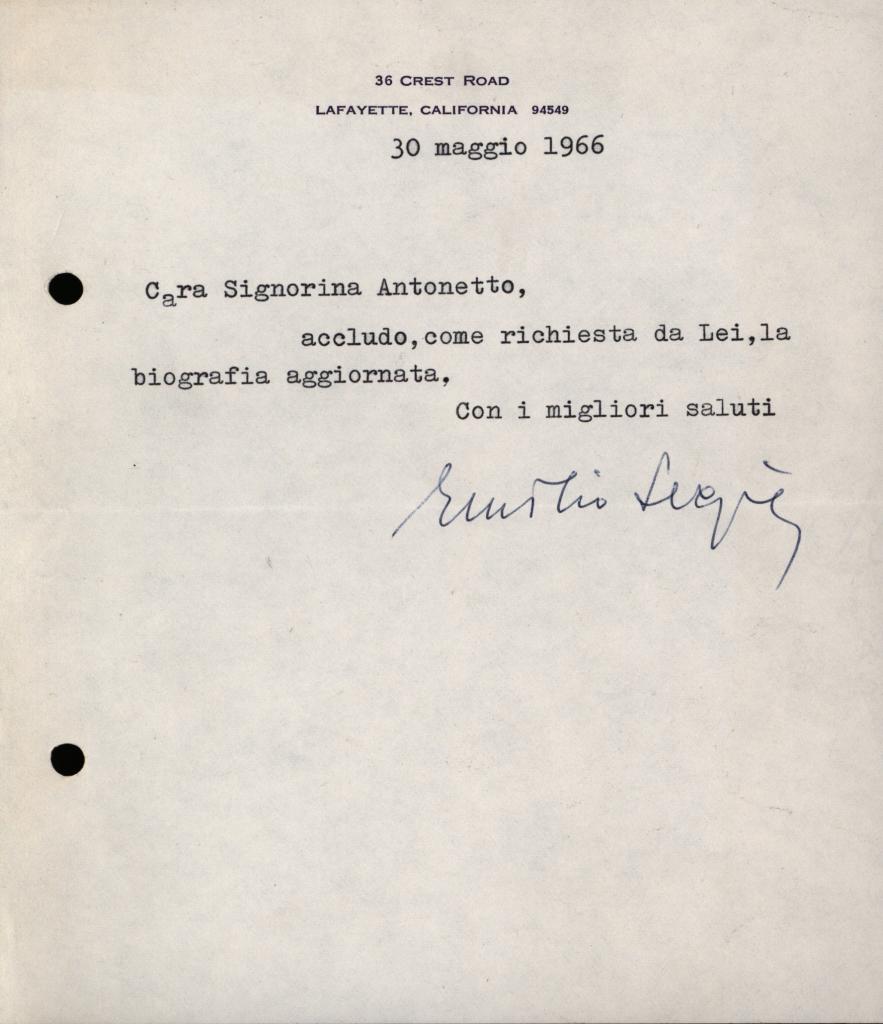 36 CREST ROAD
LAFAYETTE, CALIFORNIA 94549
30 maggio 1966
Cara Signorina Antonetto,
accludo,come richiesta da Lei,la
biografia aggiornata,
Con i migliori saluti
Emilio Segrè